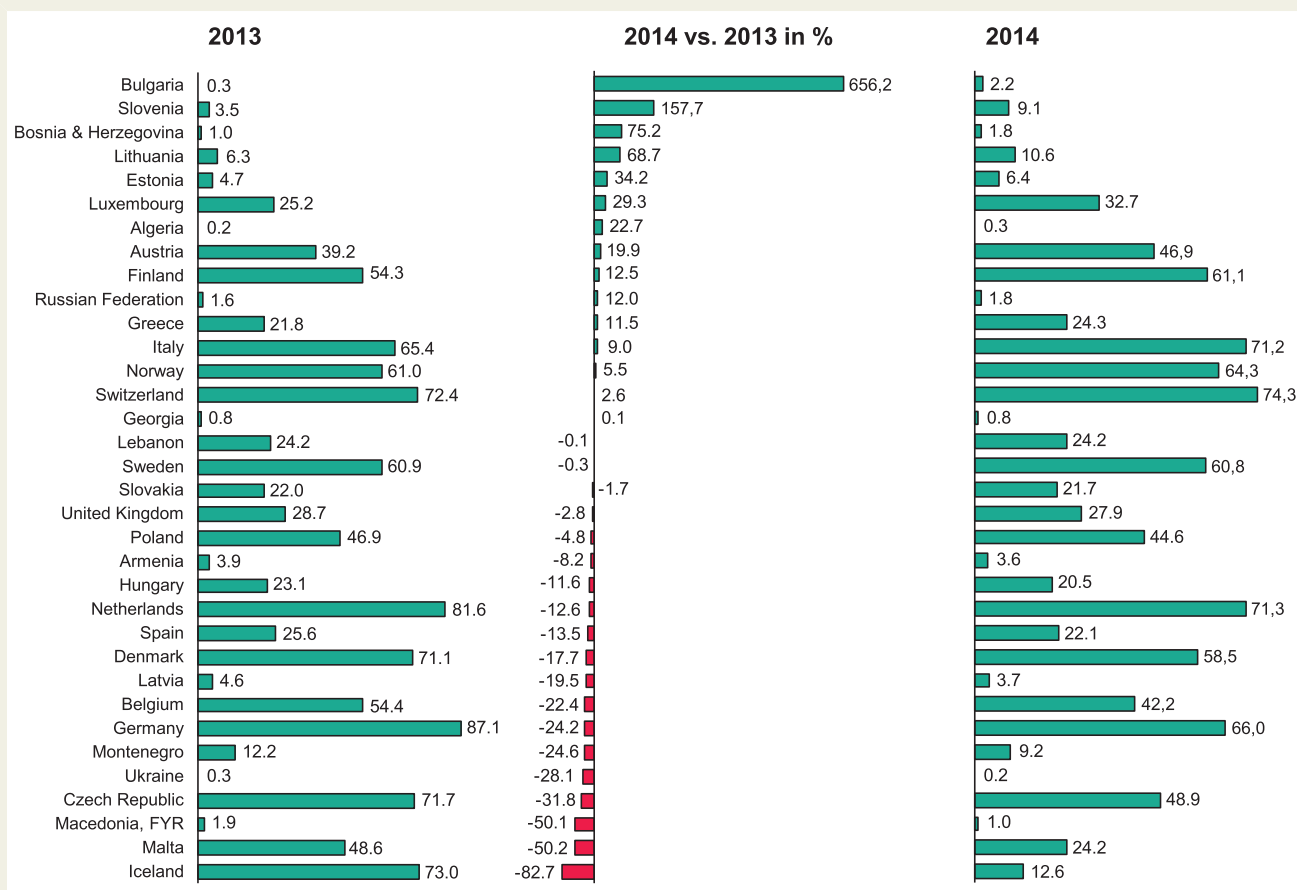 2013 2014 vs. 2013 in % 2014
Bulgaria 0.3 656,2 2.2
Slovenia 3.5 157,7 9.1
Bosnia & Herzegovina 1.0 75.2 1.8
Lithuania 6.3 68.7 10.6
Estonia 4.7 34.2 6.4
Luxembourg 25.2 29.3 32.7
Algeria 0.2 22.7 0.3
Austria 39.2 19.9 46,9
Finland 54.3 12.5 61,1
Russian Federation 1.6 12.0 1.8
Greece 21.8 11.5 24.3
Italy 65.4 9.0 71,2
Norway 61.0 5.5 64,3
Switzerland 72.4 2.6 74,3
Georgia 0.8 0.1 0.8
Lebanon 24.2 -0.1 24.2
Sweden 60.9 -0.3 60,8
Slovakia 22.0 -1.7 21.7
United Kingdom 28.7 -2.8 27.9
Poland 46.9 -4.8 44.6
Armenia 3.9 -8.2 3.6
Hungary 23.1 -11.6 20.5
Netherlands 81.6 -12.6 71,3
Spain 25.6 -13.5 22.1
Denmark 71.1 -17.7 58,5
Latvia 4.6 -19.5 3.7
Belgium 54.4 -22.4 42,2
Germany 87.1 -24.2 66,0
Montenegro 12.2 -24.6 9.2
Ukraine 0.3 -28.1 0.2
Czech Republic 71.7 -31.8 48.9
Macedonia, FYR 1.9 -50.1 1.0
Malta 48.6 -50.2 24.2
Iceland 73.0 -82.7 12.6